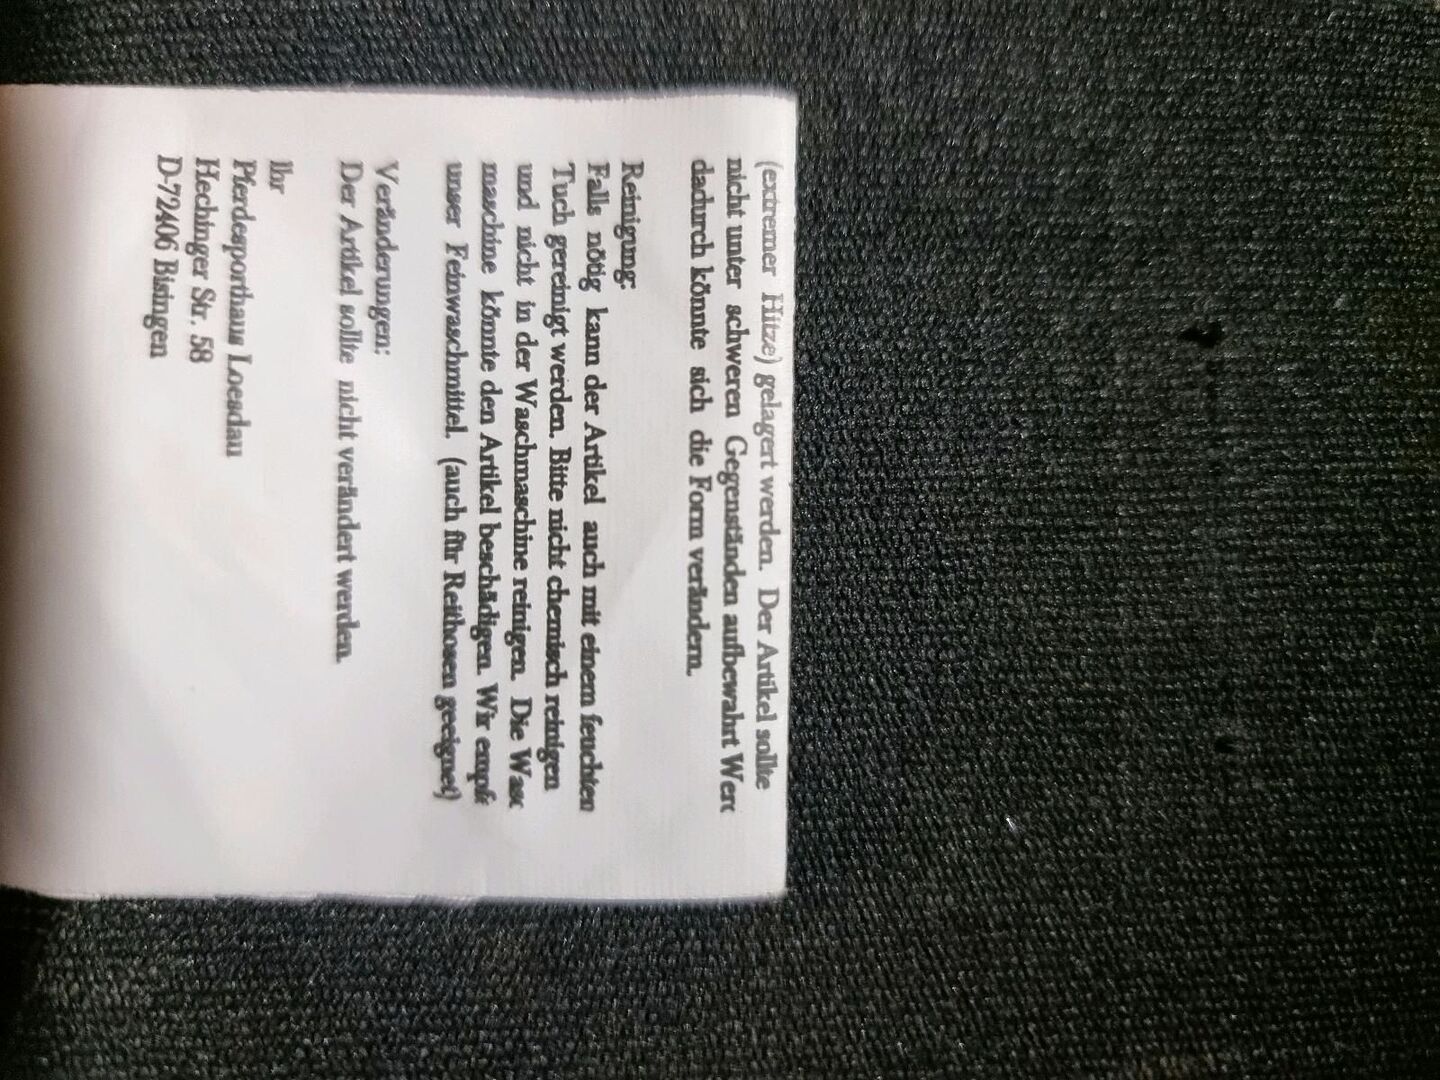 (extremer Hitze) gelagert werden. Der Artikel sollte
nicht unter schweren Gegenständen aufbewahrt Werd
dadurch könnte sich die Form verändern.
Reinigung:
Falls nötig kann der Artikel auch mit einem feuchten
Tuch gereinigt werden. Bitte nicht chemisch reinigen
und nicht in der Waschmaschine reinigen. Die Wasc
maschine könnte den Artikel beschädigen. Wir empfe
unser Feinwaschmittel. (auch für Reithosen geeignet)
Veränderungen:
Der Artikel sollte nicht verändert werden.
Ihr
Pferdesporthaus Loesdau
Hechinger Str. 58
D-72406 Bisingen